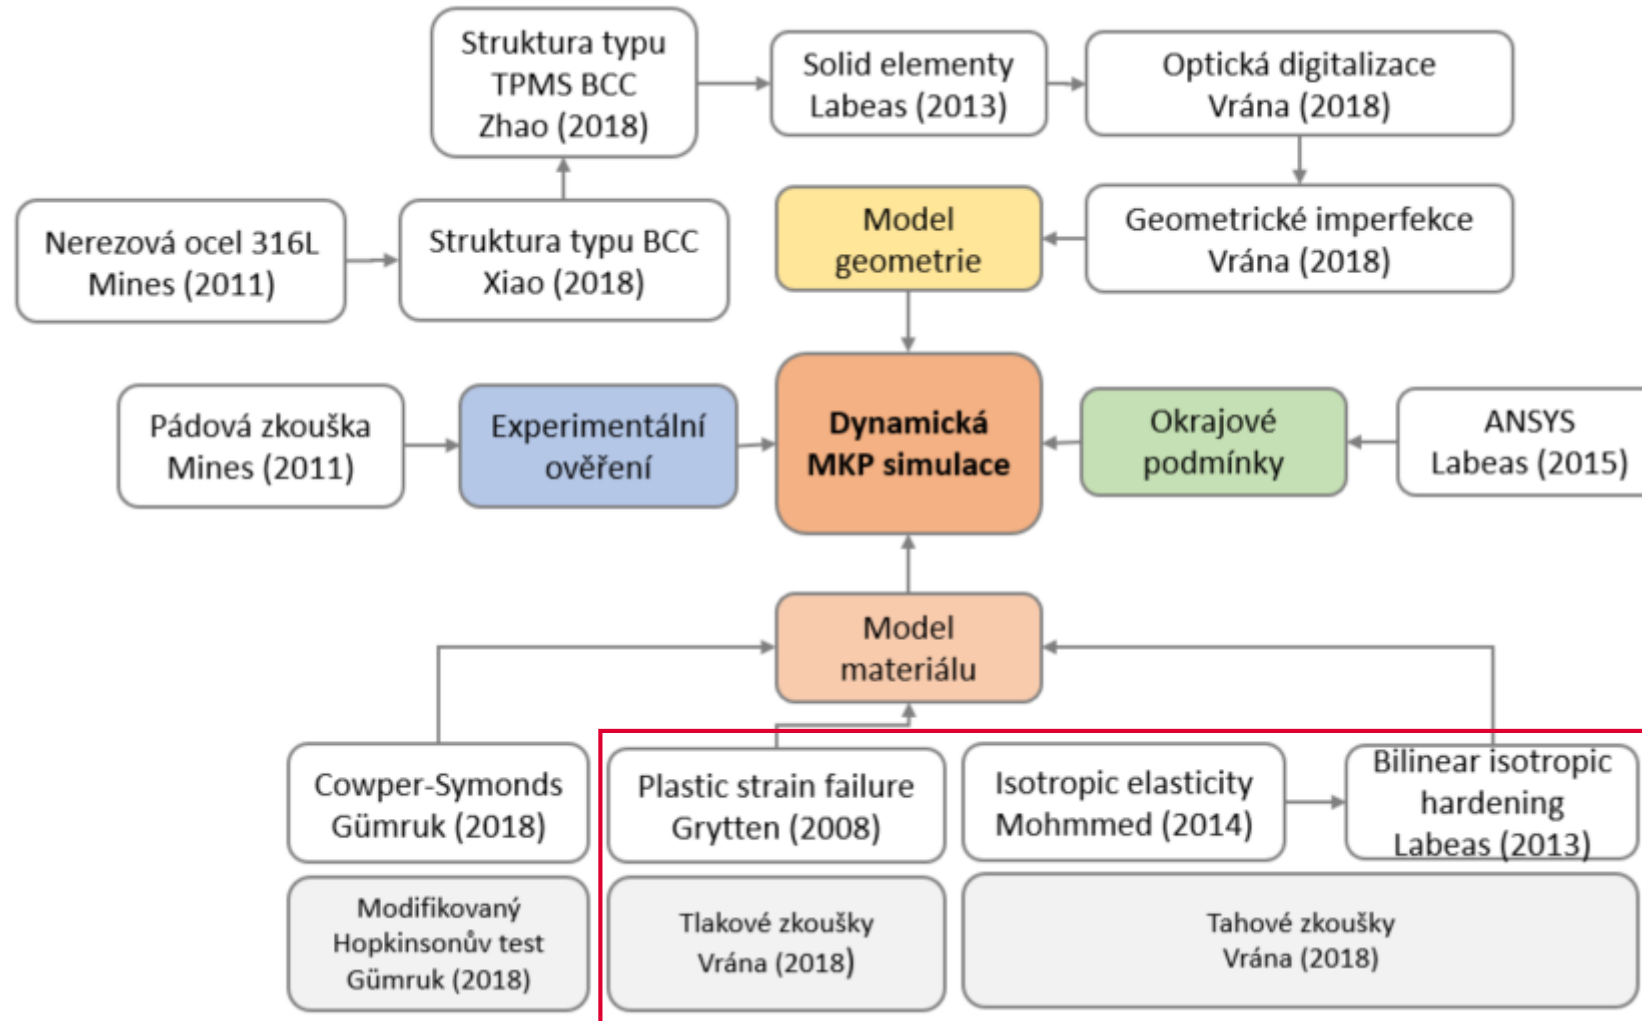 Struktura typu
TPMS BCC
Zhao (2018)
Solid elementy
Labeas (2013)
Optická digitalizace
Vrána (2018)
Nerezová ocel 316L
Mines (2011)
Struktura typu BCC
Xiao (2018)
Model
geometrie
Geometrické imperfekce
Vrána (2018)
Pádová zkouška
Mines (2011)
Experimentální
ověření
Dynamická
MKP simulace
Okrajové
podmínky
ANSYS
Labeas (2015)
Model
materiálu
Cowper-Symonds
Gümruk (2018)
Plastic strain failure
Grytten (2008)
Isotropic elasticity
Mohmmed (2014)
Bilinear isotropic
hardening
Labeas (2013)
Modifikovaný
Hopkinsonův test
Gümruk (2018)
Tlakové zkoušky
Vrána (2018)
Tahové zkoušky
Vrána (2018)